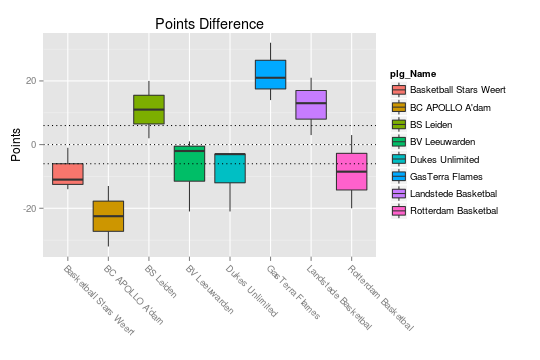 Points Difference
Points
20
0
-20
Basketball Stars Weert
BC APOLLO A'dam
BS Leiden
BV Leeuwarden
Dukes Unlimited
GasTerra Flames
Landstede Basketbal
Rotterdam Basketbal
plg_Name
Basketball Stars Weert
BC APOLLO A'dam
BS Leiden
BV Leeuwarden
Dukes Unlimited
GasTerra Flames
Landstede Basketbal
Rotterdam Basketbal